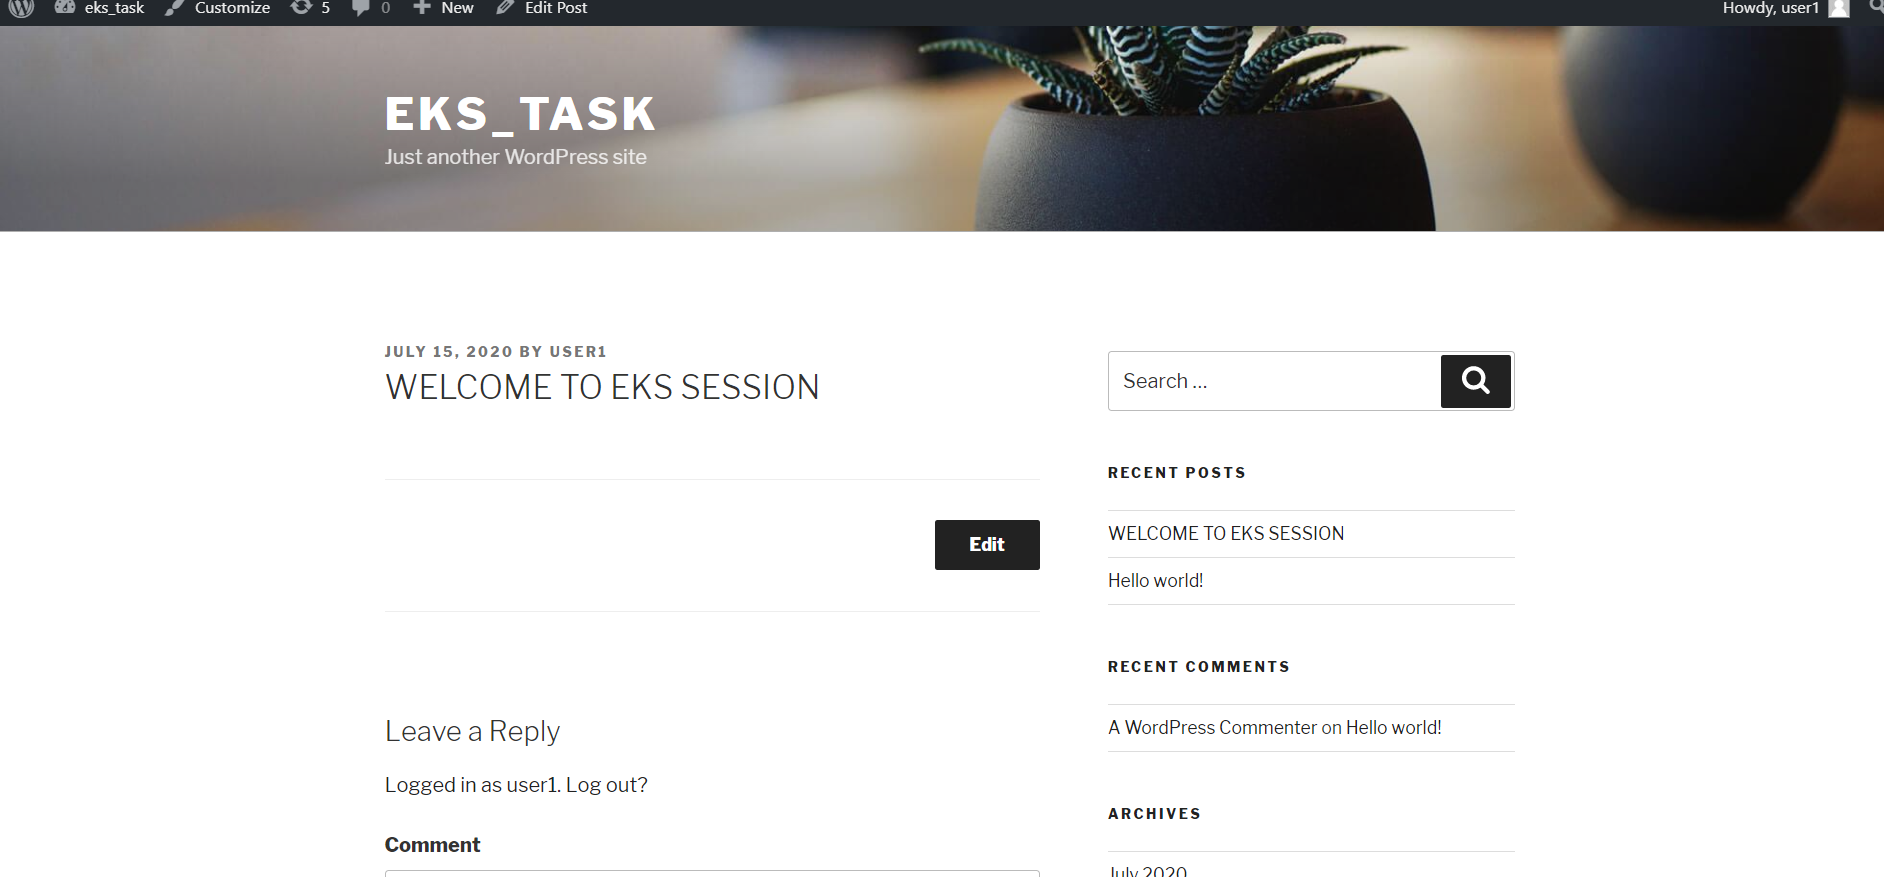 eks_task Customize 5 0 New Edit Post Howdy, user1
EKS_TASK
Just another WordPress site
JULY 15, 2020 BY USER1
WELCOME TO EKS SESSION
Edit
Leave a Reply
Logged in as user1. Log out?
Comment
Search …
RECENT POSTS
WELCOME TO EKS SESSION
Hello world!
RECENT COMMENTS
A WordPress Commenter on Hello world!
ARCHIVES
July 2020